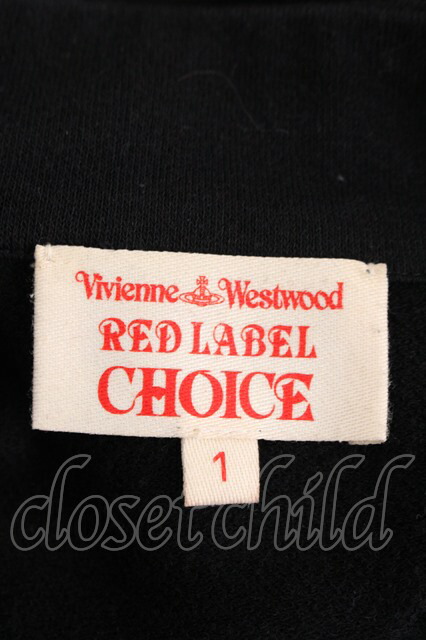 Vivienne Westwood
RED LABEL
CHOICE
1
closet child